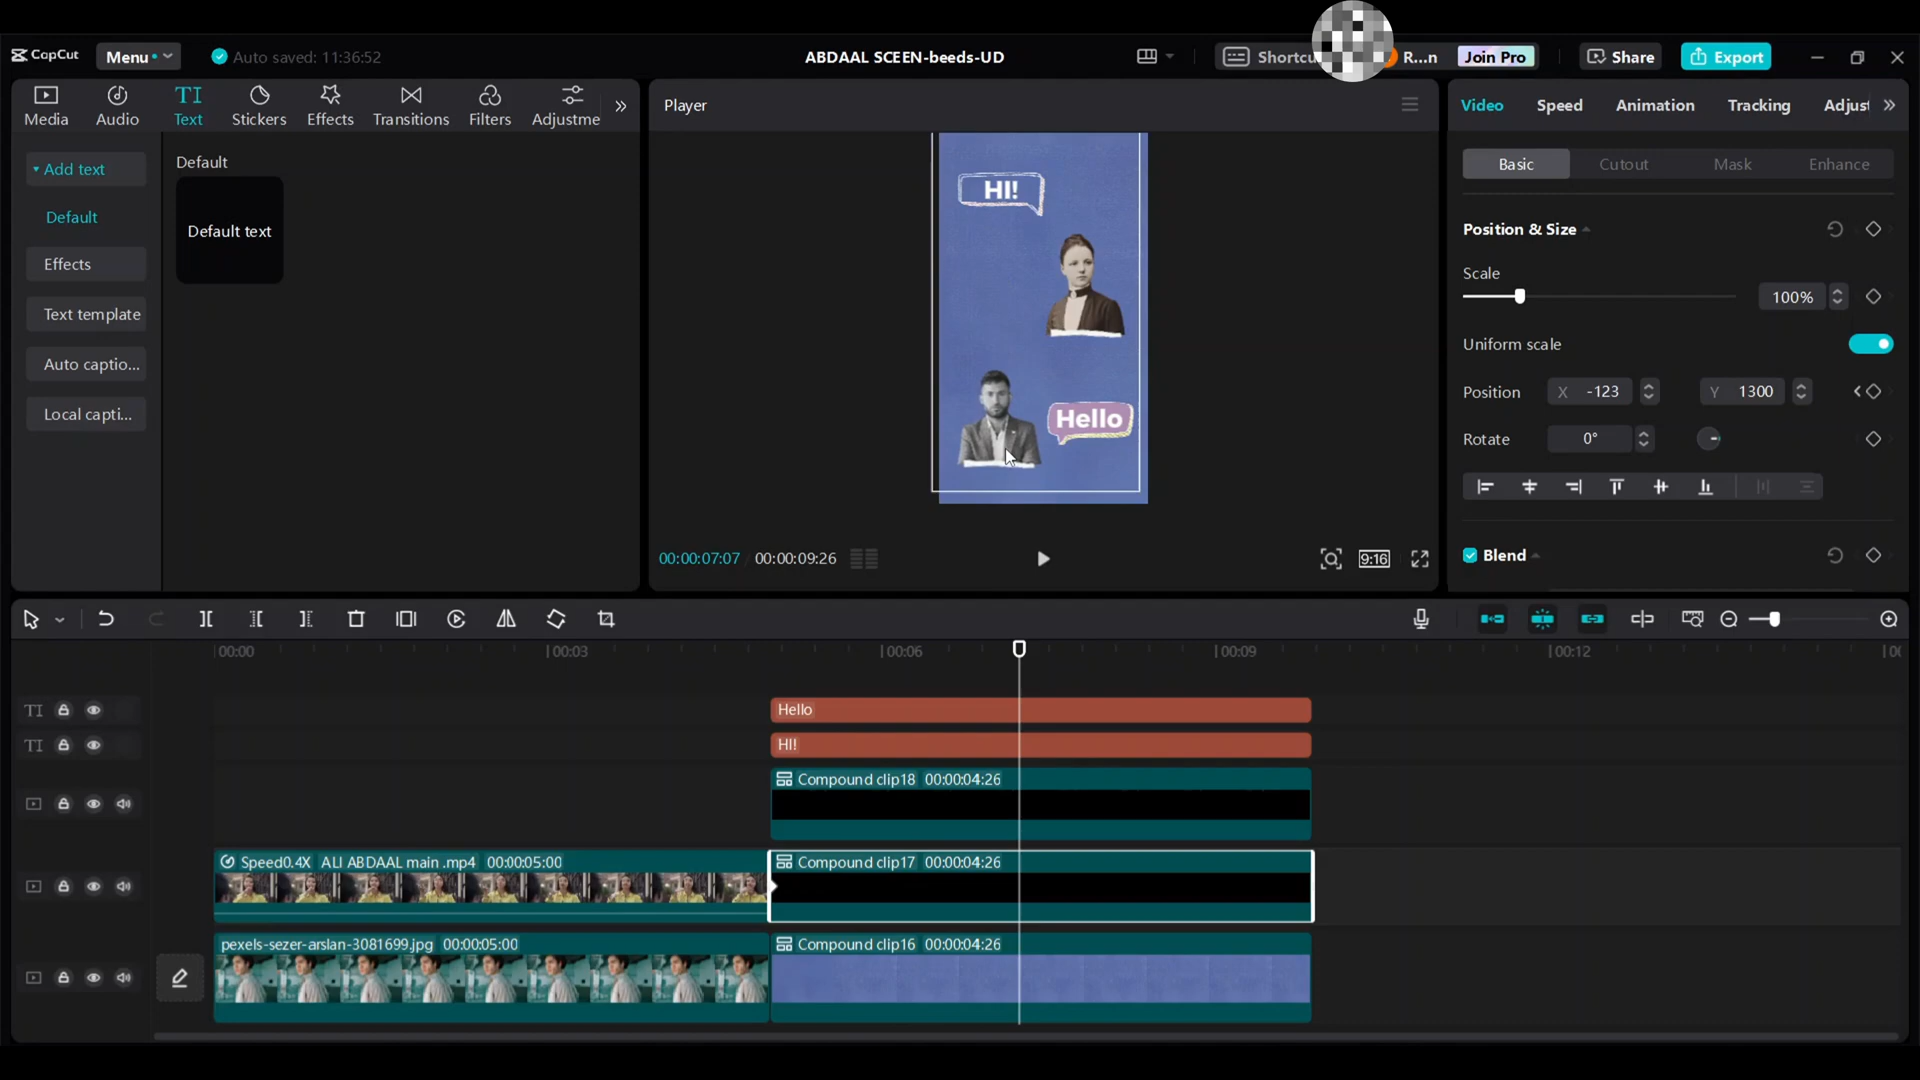 CapCut
Menu
Auto saved: 11:36:52
ABDAAL SCEEN-beeds-UD
Shortcu
R...n
Join Pro
Share
Export
Media
Audio
TI
Text
Stickers
Effects
Transitions
Filters
Adjustme
Player
Video
Speed
Animation
Tracking
Adjust
Add text
Default
Effects
Text template
Auto captio...
Local capti...
Default
Default text
HI!
Hello
00:00:07:07 / 00:00:09:26
9:16
Basic
Cutout
Mask
Enhance
Position & Size
Scale
100%
Uniform scale
Position
X -123
Y 1300
Rotate
0°
Blend
00:00
00:03
00:06
00:09
00:12
TI
Hello
TI
HI!
Compound clip18 00:00:04:26
Speed0.4X ALI ABDAAL main .mp4 00:00:05:00
Compound clip17 00:00:04:26
pexels-sezer-arslan-3081699.jpg 00:00:05:00
Compound clip16 00:00:04:26